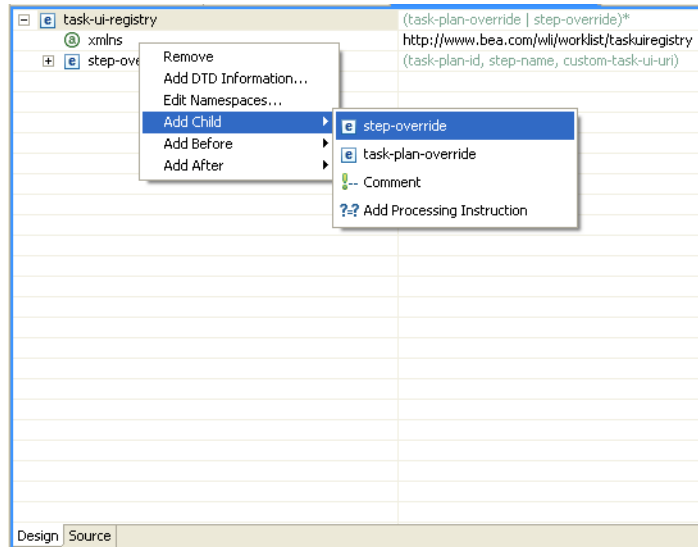 task-ui-registry (task-plan-override | step-override)*
xmlns http://www.bea.com/wli/worklist/taskuiregistry
step-ove (task-plan-id, step-name, custom-task-ui-uri)
Remove
Add DTD Information...
Edit Namespaces...
Add Child
Add Before
Add After
step-override
task-plan-override
Comment
?=? Add Processing Instruction
Design Source